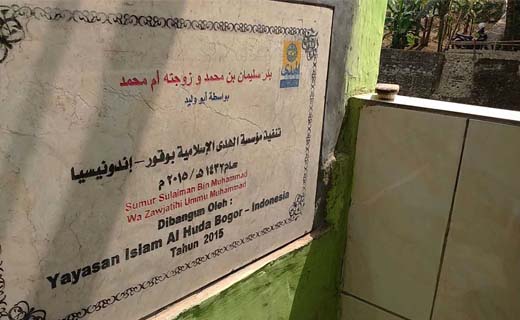 بئر سليمان بن محمد و زوجته أم محمد
بواسطة أبو وليد
تنفيذ مؤسسة الهدى الإسلامية بوقور – إندونيسيا
عام ١٤٣٦ هـ / ٢٠١٥ م
Sumur Sulaiman Bin Muhammad
Wa Zawjatihi Ummu Muhammad
Dibangun Oleh :
Yayasan Islam Al Huda Bogor – Indonesia
Tahun 2015